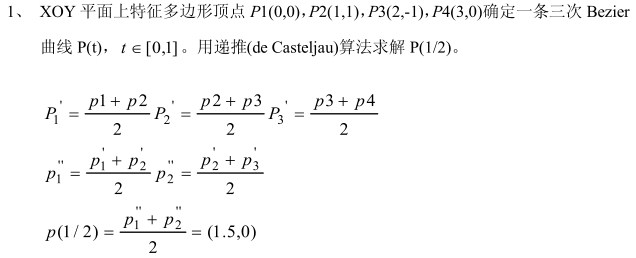 1、 XOY 平面上特征多边形顶点 P1(0,0),P2(1,1),P3(2,-1),P4(3,0)确定一条三次 Bezier
曲线 P(t)，t ∈ [0,1]。用递推(de Casteljau)算法求解 P(1/2)。
P₁' = (p1 + p2)/2 P₂' = (p2 + p3)/2 P₃' = (p3 + p4)/2
p₁'' = (p₁' + p₂')/2 p₂'' = (p₂' + p₃')/2
p(1/2) = (p₁'' + p₂'')/2 = (1.5,0)